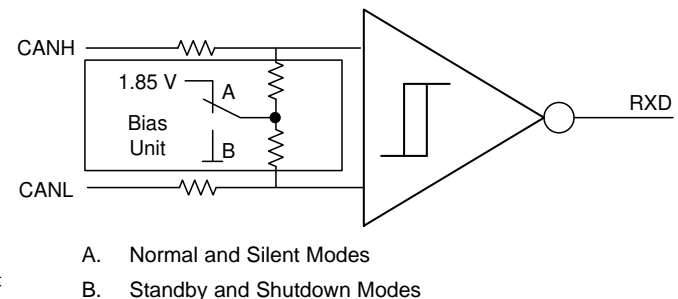 CANH
1.85 V
A
Bias
Unit
B
RXD
CANL
A. Normal and Silent Modes
B. Standby and Shutdown Modes